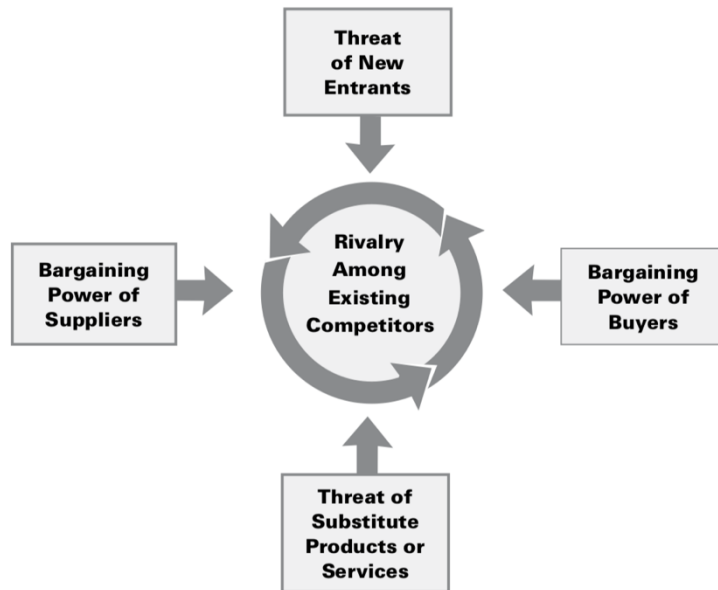 Threat
of New
Entrants
Bargaining
Power of
Suppliers
Rivalry
Among
Existing
Competitors
Bargaining
Power of
Buyers
Threat of
Substitute
Products or
Services